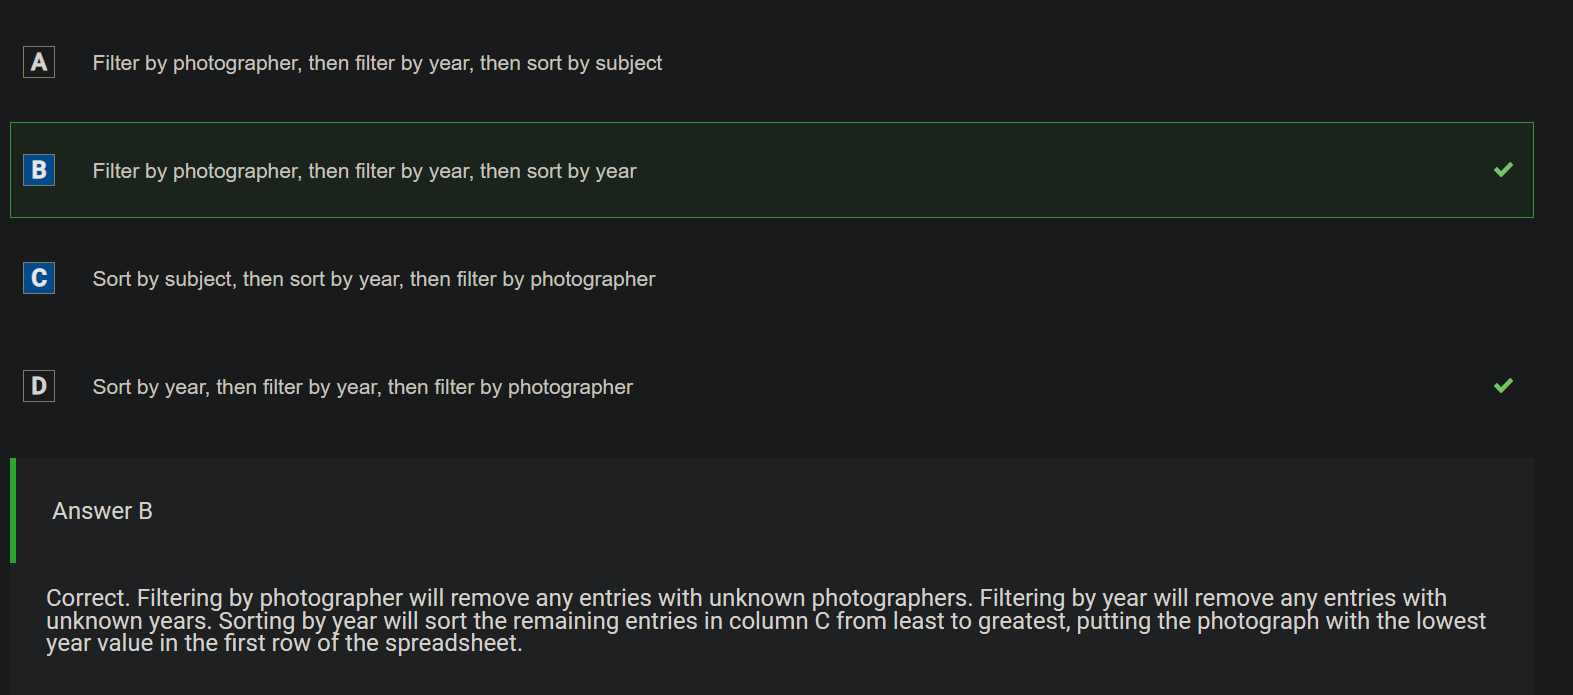 A Filter by photographer, then filter by year, then sort by subject
B Filter by photographer, then filter by year, then sort by year
C Sort by subject, then sort by year, then filter by photographer
D Sort by year, then filter by year, then filter by photographer
Answer B
Correct. Filtering by photographer will remove any entries with unknown photographers. Filtering by year will remove any entries with
unknown years. Sorting by year will sort the remaining entries in column C from least to greatest, putting the photograph with the lowest
year value in the first row of the spreadsheet.